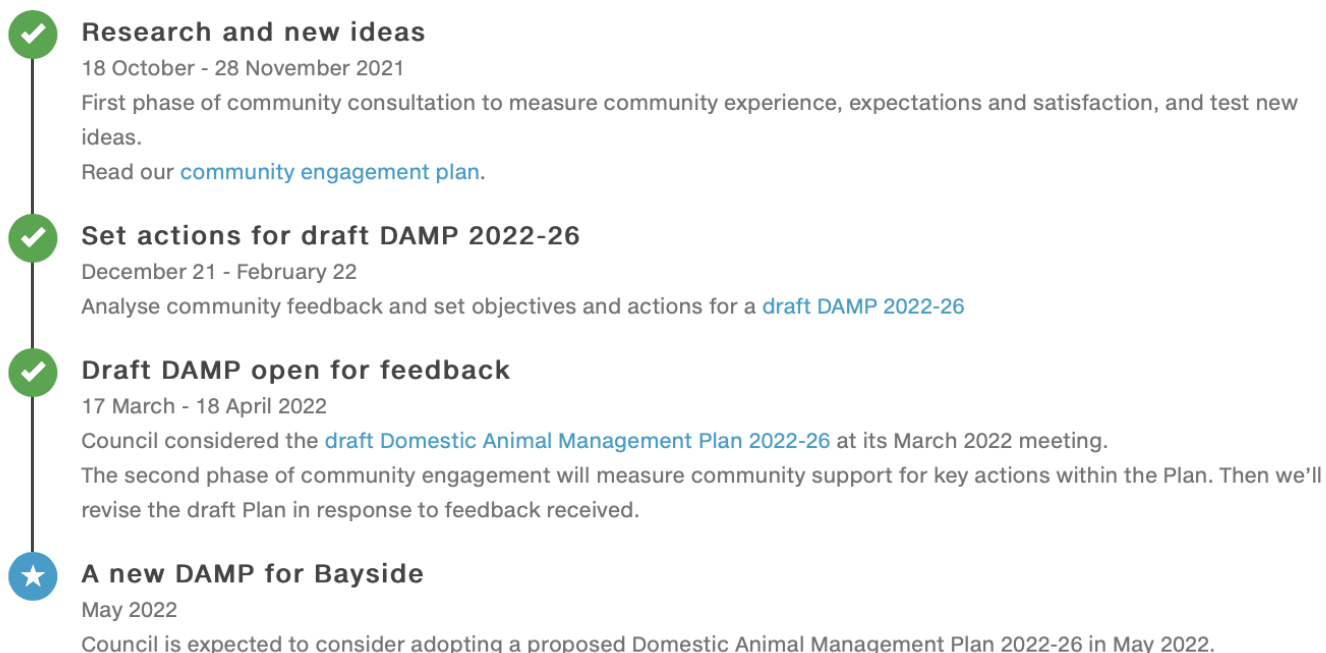 Research and new ideas
18 October - 28 November 2021
First phase of community consultation to measure community experience, expectations and satisfaction, and test new
ideas.
Read our community engagement plan.
Set actions for draft DAMP 2022-26
December 21 - February 22
Analyse community feedback and set objectives and actions for a draft DAMP 2022-26
Draft DAMP open for feedback
17 March - 18 April 2022
Council considered the draft Domestic Animal Management Plan 2022-26 at its March 2022 meeting.
The second phase of community engagement will measure community support for key actions within the Plan. Then we’ll
revise the draft Plan in response to feedback received.
A new DAMP for Bayside
May 2022
Council is expected to consider adopting a proposed Domestic Animal Management Plan 2022-26 in May 2022.